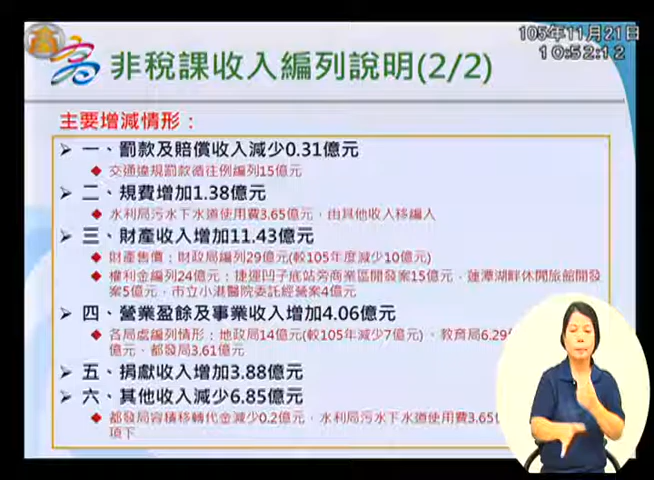 105年11月21日
10:52:12
非稅課收入編列說明(2/2)
主要增減情形：
一、罰款及賠償收入減少0.31億元
交通違規罰款循往例編列15億元
二、規費增加1.38億元
水利局污水下水道使用費3.65億元，由其他收入移編入
三、財產收入增加11.43億元
財產售價：財政局編列29億元(較105年度減少10億元)
權利金編列24億元：捷運凹子底站旁商業區開發案15億元，蓮潭湖畔休閒旅館開發
案5億元，市立小港醫院委託經營案4億元
四、營業盈餘及事業收入增加4.06億元
各局處編列情形：地政局14億元(較105年減少7億元)、教育局6.29
億元、都發局3.61億元
五、捐獻收入增加3.88億元
六、其他收入減少6.85億元
都發局容積移轉代金減少0.2億元，水利局污水下水道使用費3.65
項下